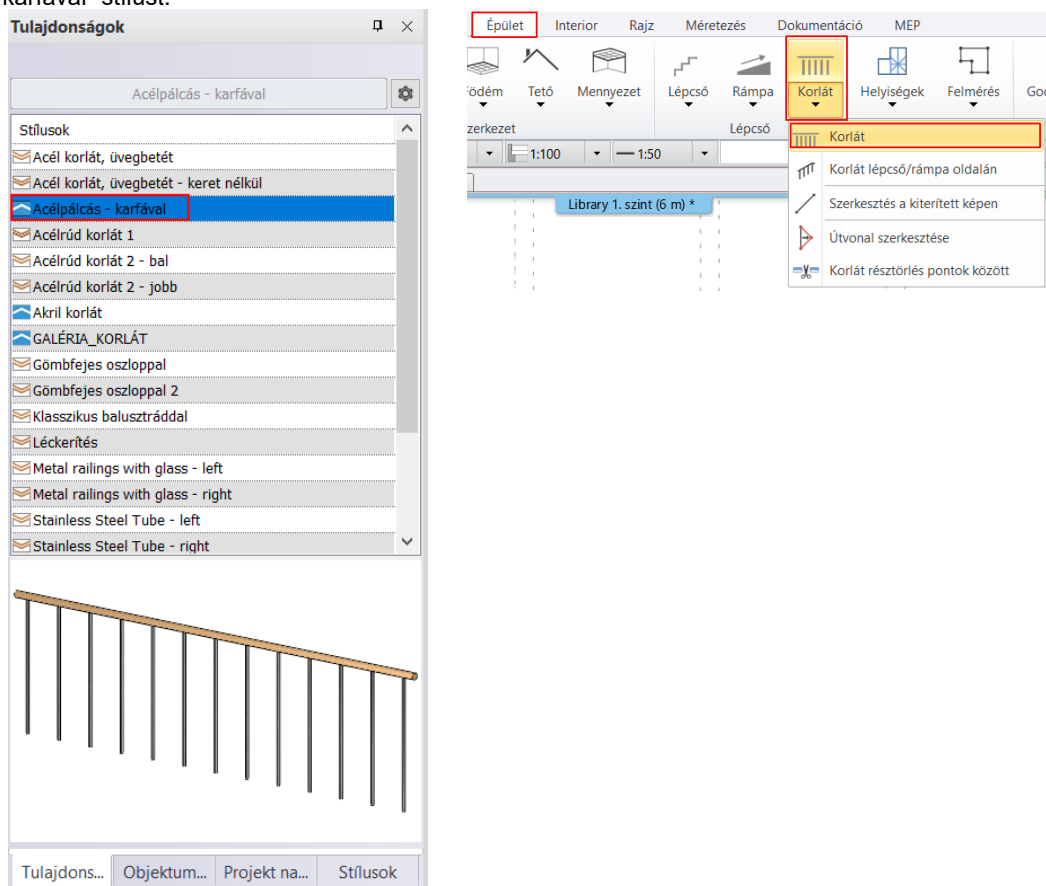 karfával" stílust.
Tulajdonságok
Acélpálcás - karfával
Stílusok
Acél korlát, üvegbetét
Acél korlát, üvegbetét - keret nélkül
Acélpálcás - karfával
Acélrúd korlát 1
Acélrúd korlát 2 - bal
Acélrúd korlát 2 - jobb
Akril korlát
GALÉRIA_KORLÁT
Gömbfejes oszloppal
Gömbfejes oszloppal 2
Klasszikus balusztráddal
Léckerítés
Metal railings with glass - left
Metal railings with glass - right
Stainless Steel Tube - left
Stainless Steel Tube - right
Tulajdons... Objektum... Projekt na... Stílusok
Épület Interior Rajz Méretezés Dokumentáció MEP
ödém Tető Mennyezet Lépcső Rámpa Korlát Helyiségek Felmérés Goo
zerkezet Lépcső
1:100 1:50
Library 1. szint (6 m) *
Korlát
Korlát lépcső/rámpa oldalán
Szerkesztés a kiterített képen
Útvonal szerkesztése
Korlát résztörlés pontok között